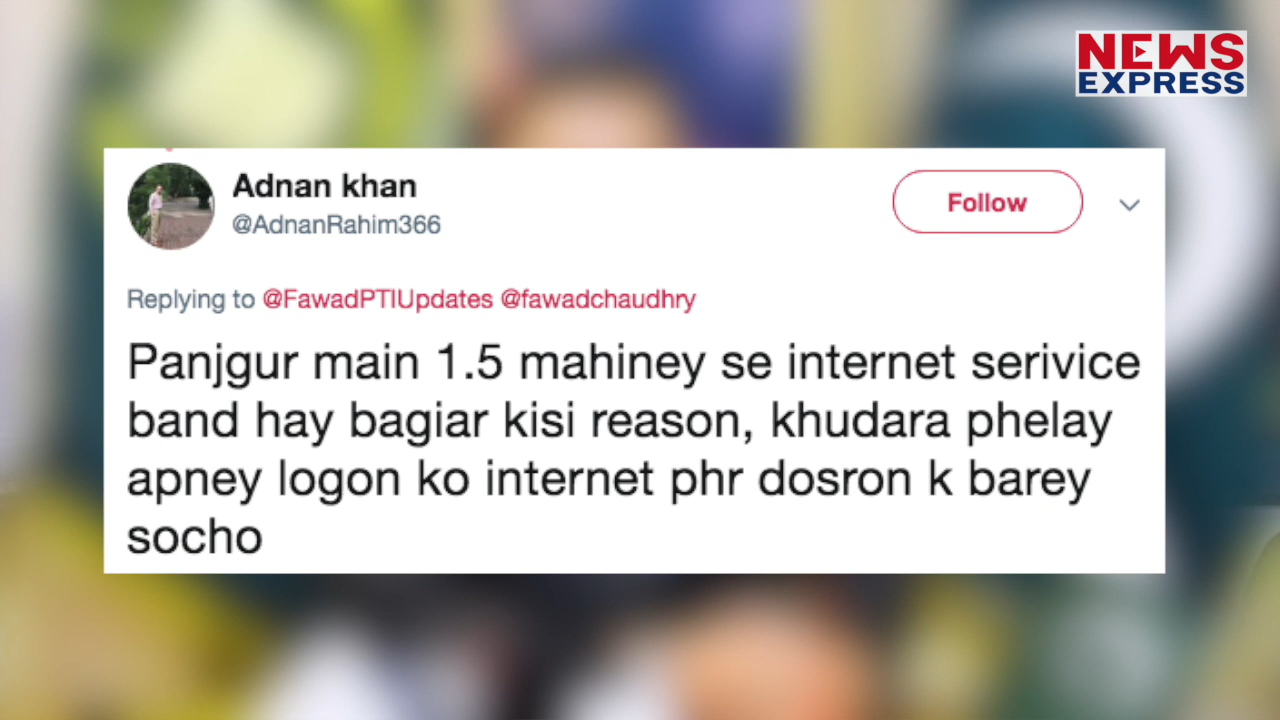 NEWS
EXPRESS
Adnan khan
@AdnanRahim366
Follow
Replying to @FawadPTIUpdates @fawadchaudhry
Panjgur main 1.5 mahiney se internet serivice
band hay bagiar kisi reason, khudara phelay
apney logon ko internet phr dosron k barey
socho